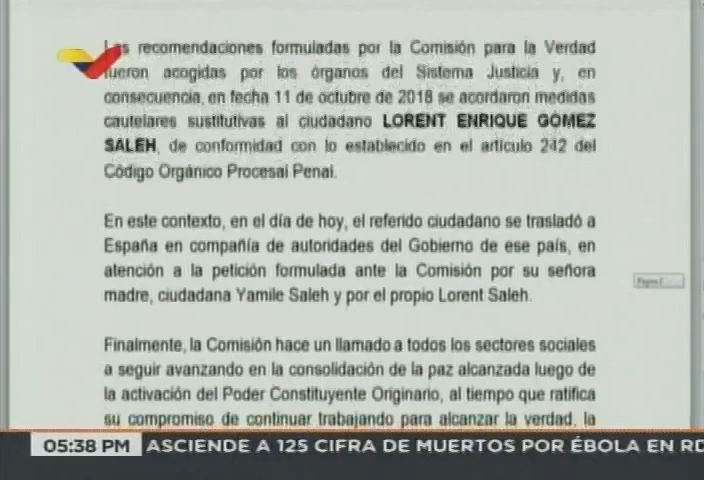 Las recomendaciones formuladas por la Comisión para la Verdad
fueron acogidas por los órganos del Sistema Justicia y, en
consecuencia, en fecha 11 de octubre de 2018 se acordaron medidas
cautelares sustitutivas al ciudadano LORENT ENRIQUE GÓMEZ
SALEH, de conformidad con lo establecido en el artículo 242 del
Código Orgánico Procesal Penal.
En este contexto, en el día de hoy, el referido ciudadano se trasladó a
España en compañía de autoridades del Gobierno de ese país, en
atención a la petición formulada ante la Comisión por su señora
madre, ciudadana Yamile Saleh y por el propio Lorent Saleh.
Finalmente, la Comisión hace un llamado a todos los sectores sociales
a seguir avanzando en la consolidación de la paz alcanzada luego de
la activación del Poder Constituyente Originario, al tiempo que ratifica
su compromiso de continuar trabajando para alcanzar la verdad, la
05:38 PM ASCIENDE A 125 CIFRA DE MUERTOS POR ÉBOLA EN RD